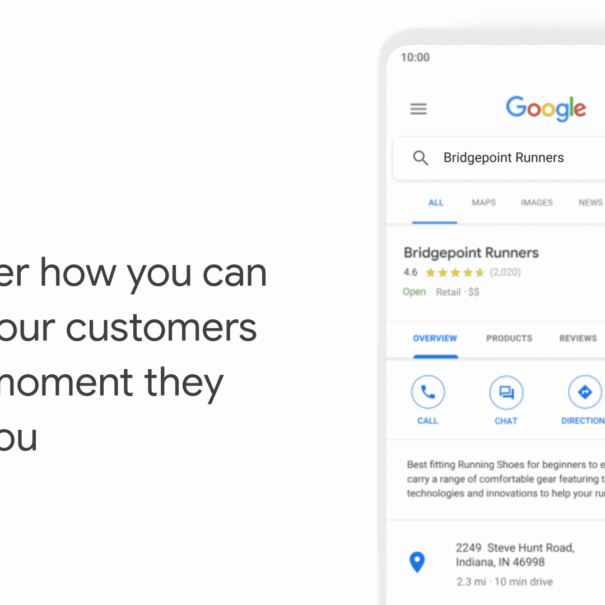 er how you can
our customers
moment they
ou
10:00
Google
Bridgepoint Runners
ALL MAPS IMAGES NEWS
Bridgepoint Runners
4.6 (2,020)
Open Retail · $$
OVERVIEW PRODUCTS REVIEWS
CALL CHAT DIRECTION
Best fitting Running Shoes for beginners to e
carry a range of comfortable gear featuring t
technologies and innovations to help your ru
2249 Steve Hunt Road,
Indiana, IN 46998
2.3 mi · 10 min drive